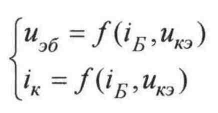 u_эб = f(i_Б, u_кэ)
i_к = f(i_Б, u_кэ)